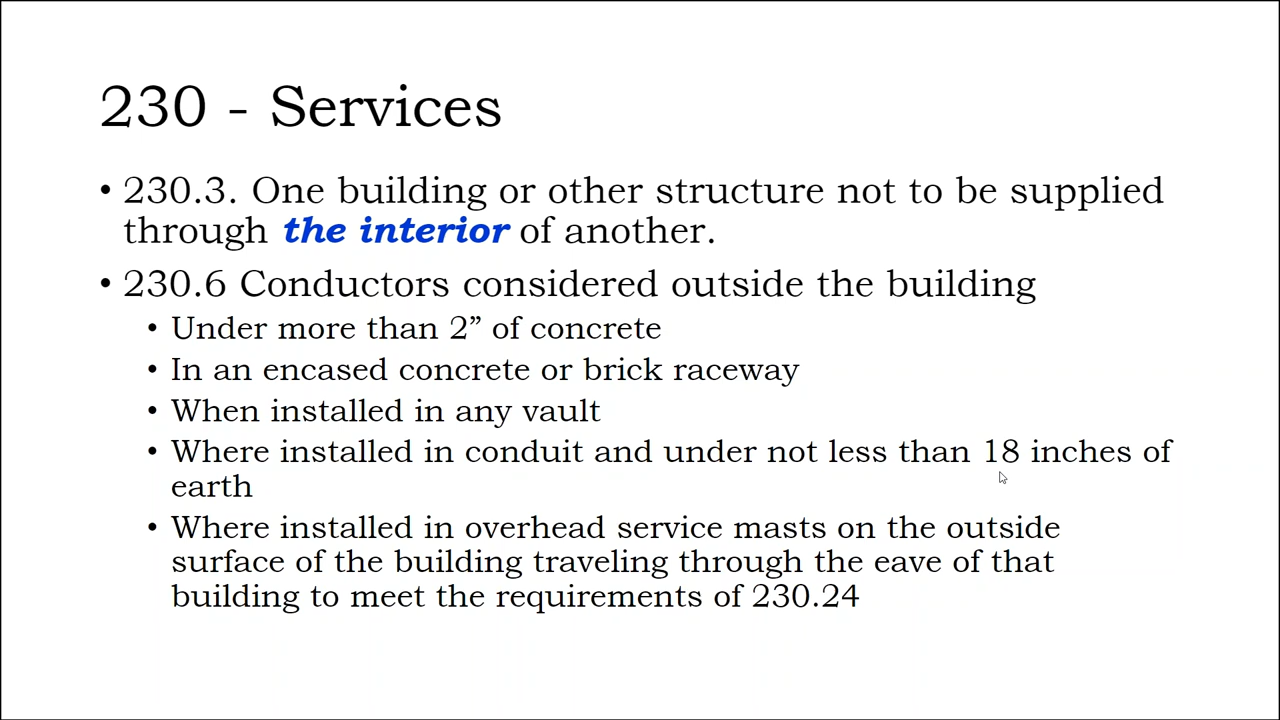 230 - Services
• 230.3. One building or other structure not to be supplied
through the interior of another.
• 230.6 Conductors considered outside the building
• Under more than 2” of concrete
• In an encased concrete or brick raceway
• When installed in any vault
• Where installed in conduit and under not less than 18 inches of
earth
• Where installed in overhead service masts on the outside
surface of the building traveling through the eave of that
building to meet the requirements of 230.24